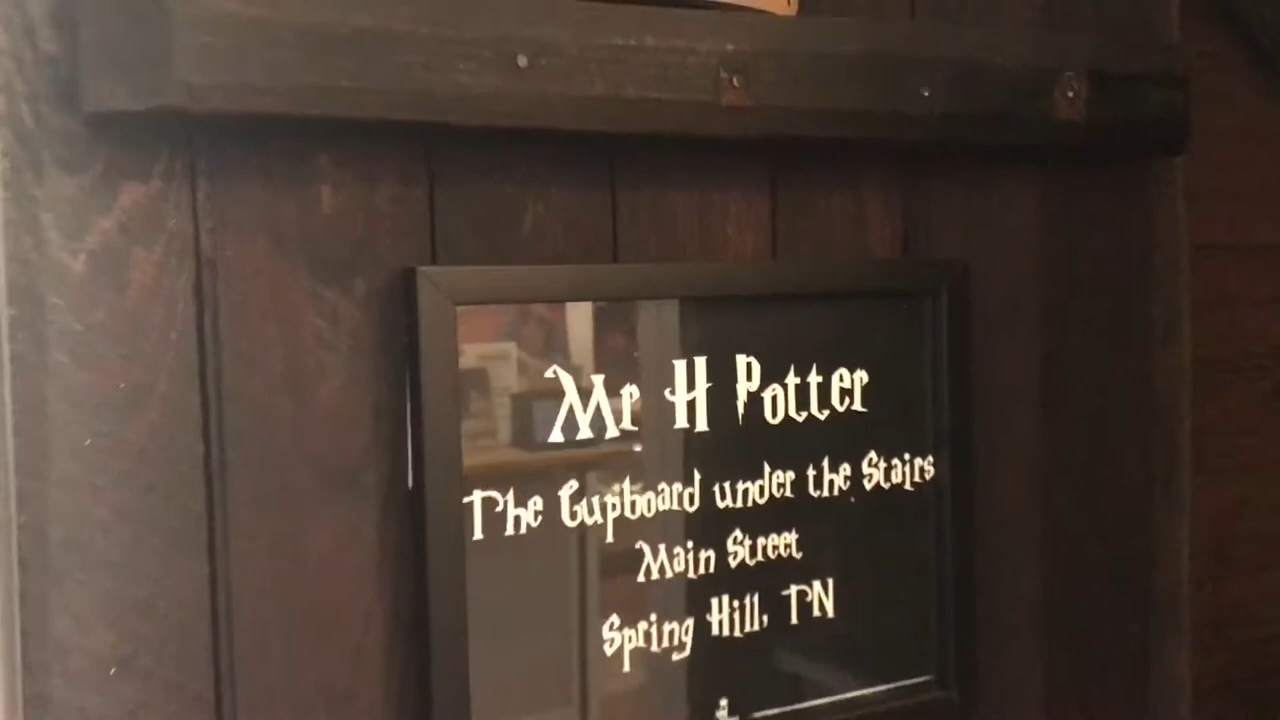 Mr H Potter
The Cupboard under the Stairs
Main Street
Spring Hill, TN